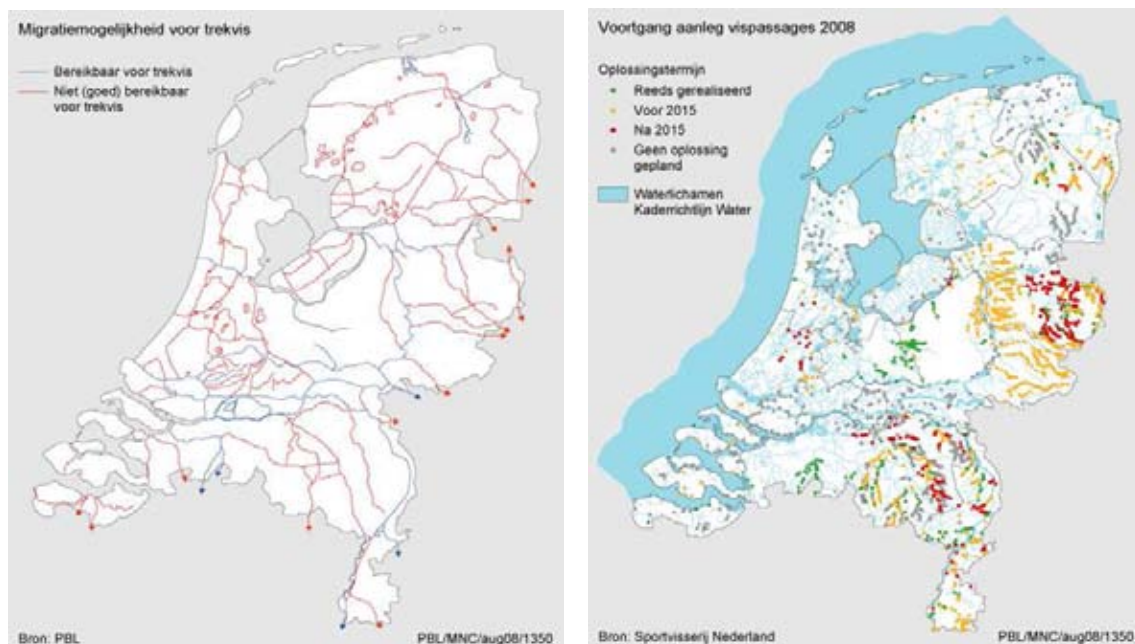 Migratiemogelijkheid voor trekvis
Bereikbaar voor trekvis
Niet (goed) bereikbaar
voor trekvis
Bron: PBL
PBL/MNC/aug08/1350
Voortgang aanleg vispassages 2008
Oplossingstermijn
Reeds gerealiseerd
Voor 2015
Na 2015
Geen oplossing
gepland
Waterlichamen
Kaderrichtlijn Water
Bron: Sportvisserij Nederland
PBL/MNC/aug08/1350